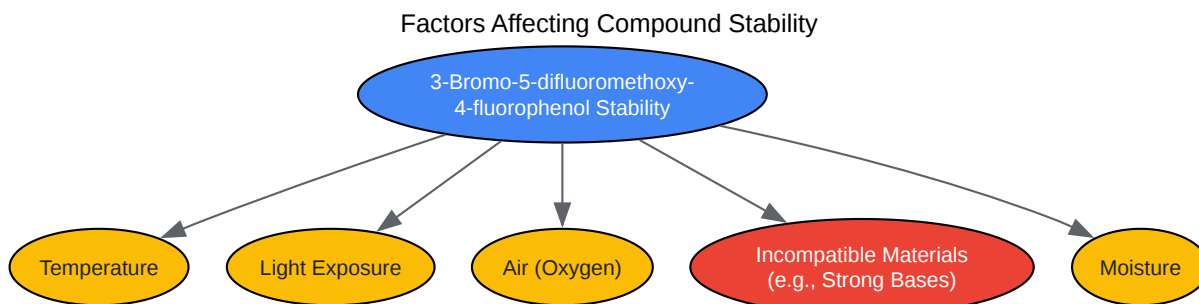 Factors Affecting Compound Stability
3-Bromo-5-difluoromethoxy-
4-fluorophenol Stability
Temperature
Light Exposure
Air (Oxygen)
Incompatible Materials
(e.g., Strong Bases)
Moisture